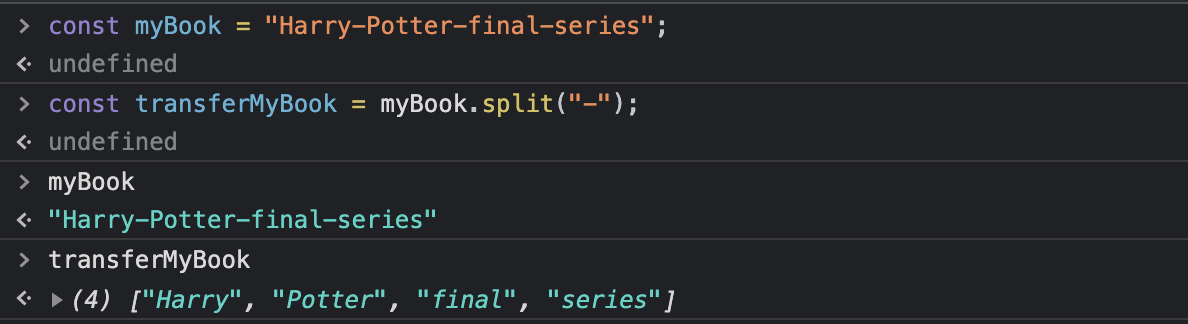 > const myBook = "Harry-Potter-final-series";
undefined
> const transferMyBook = myBook.split("-");
undefined
> myBook
"Harry-Potter-final-series"
> transferMyBook
(4) ["Harry", "Potter", "final", "series"]